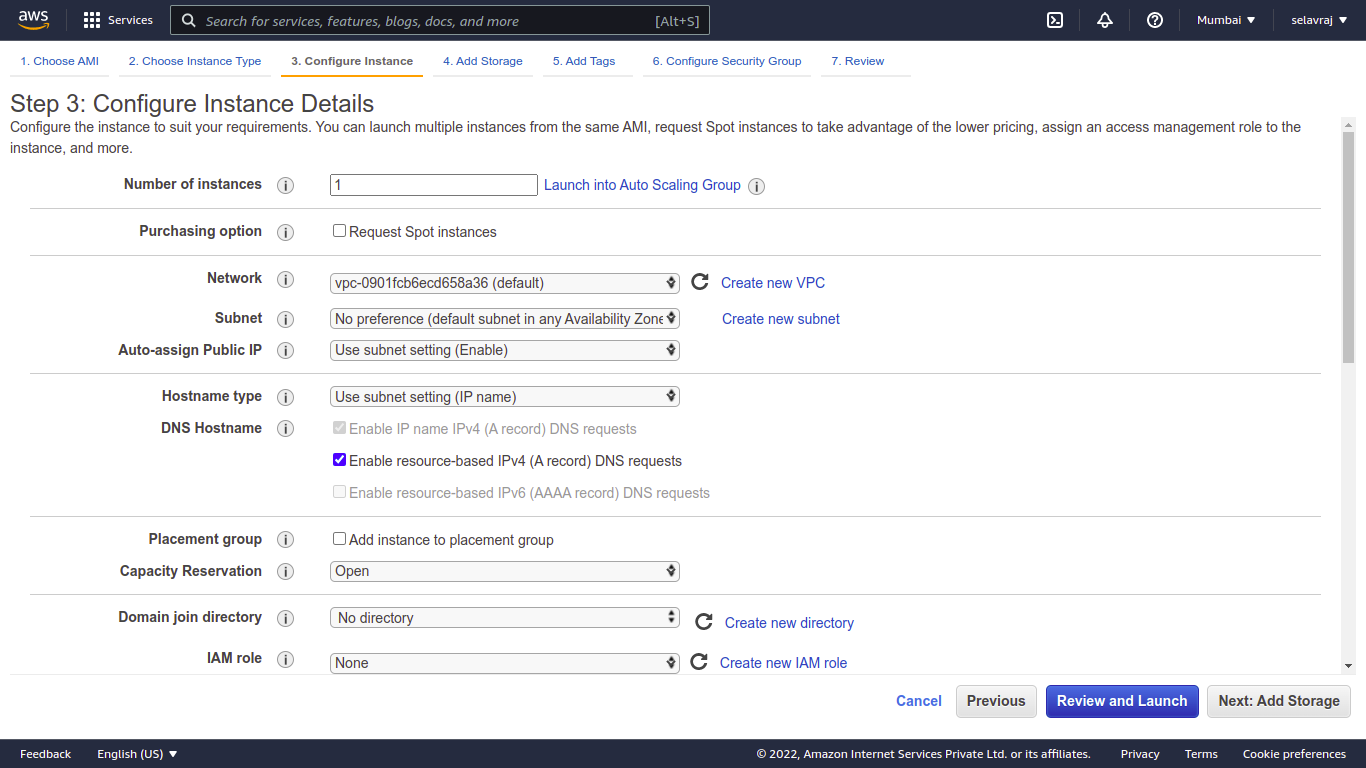 aws Services Search for services, features, blogs, docs, and more [Alt+S] Mumbai selavraj
1. Choose AMI 2. Choose Instance Type 3. Configure Instance 4. Add Storage 5. Add Tags 6. Configure Security Group 7. Review
Step 3: Configure Instance Details
Configure the instance to suit your requirements. You can launch multiple instances from the same AMI, request Spot instances to take advantage of the lower pricing, assign an access management role to the
instance, and more.
Number of instances 1 Launch into Auto Scaling Group
Purchasing option Request Spot instances
Network vpc-0901fcb6ecd658a36 (default) Create new VPC
Subnet No preference (default subnet in any Availability Zone Create new subnet
Auto-assign Public IP Use subnet setting (Enable)
Hostname type Use subnet setting (IP name)
DNS Hostname Enable IP name IPv4 (A record) DNS requests
Enable resource-based IPv4 (A record) DNS requests
Enable resource-based IPv6 (AAAA record) DNS requests
Placement group Add instance to placement group
Capacity Reservation Open
Domain join directory No directory Create new directory
IAM role None Create new IAM role
Cancel Previous Review and Launch Next: Add Storage
Feedback English (US) © 2022, Amazon Internet Services Private Ltd. or its affiliates. Privacy Terms Cookie preferences